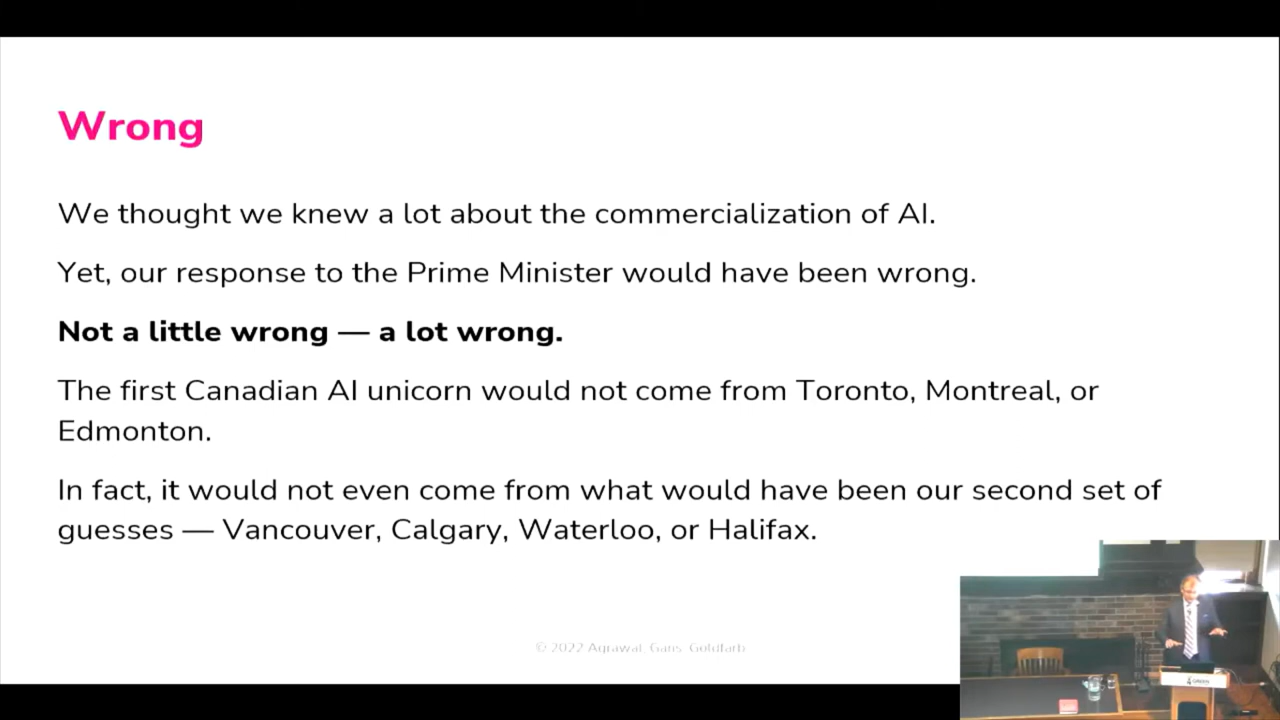 Wrong
We thought we knew a lot about the commercialization of AI.
Yet, our response to the Prime Minister would have been wrong.
Not a little wrong — a lot wrong.
The first Canadian AI unicorn would not come from Toronto, Montreal, or
Edmonton.
In fact, it would not even come from what would have been our second set of
guesses — Vancouver, Calgary, Waterloo, or Halifax.
© 2022 Agrawal, Gans, Goldfarb
GREEN